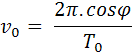 v₀ = 2π.cosφ / T₀